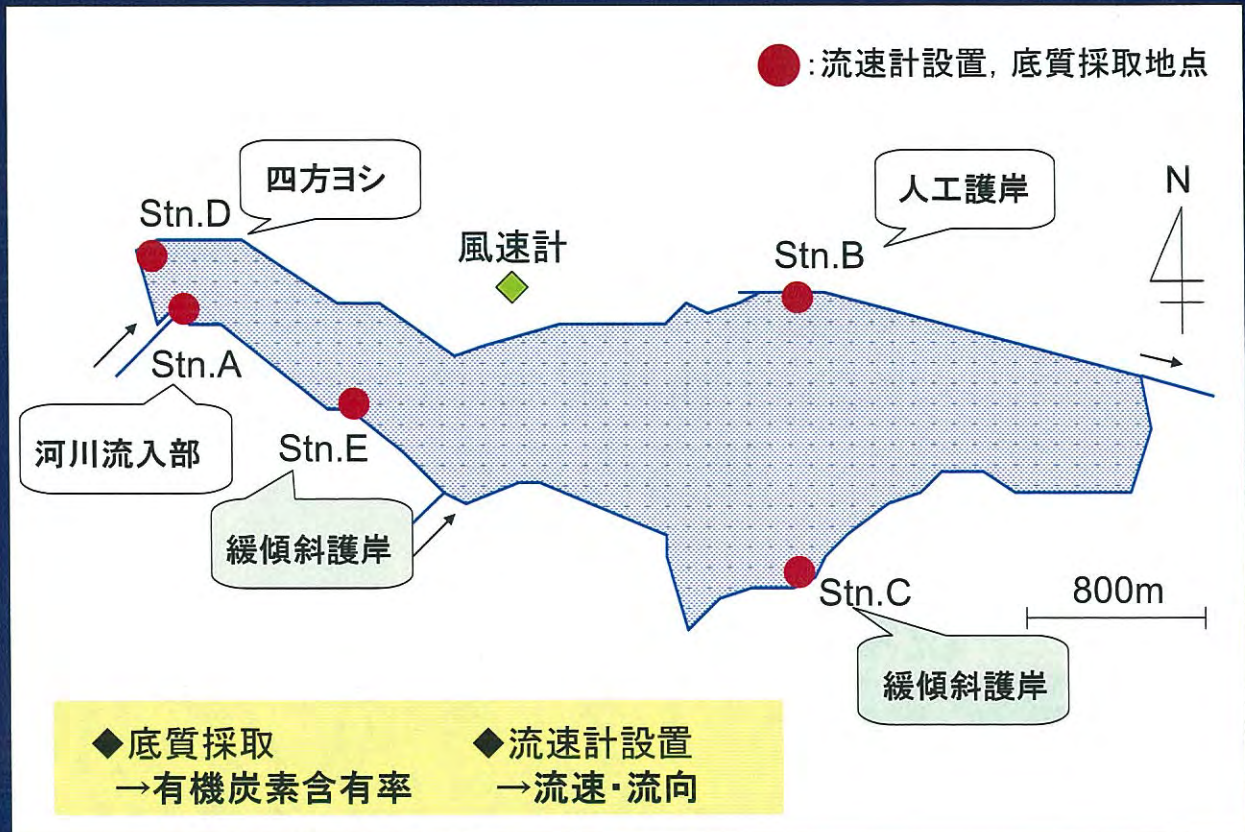 ：流速計設置，底質採取地点
四方ヨシ
人工護岸
N
Stn.D
風速計
Stn.B
Stn.A
河川流入部
Stn.E
緩傾斜護岸
Stn.C
800m
緩傾斜護岸
◆底質採取
→有機炭素含有率
◆流速計設置
→流速・流向